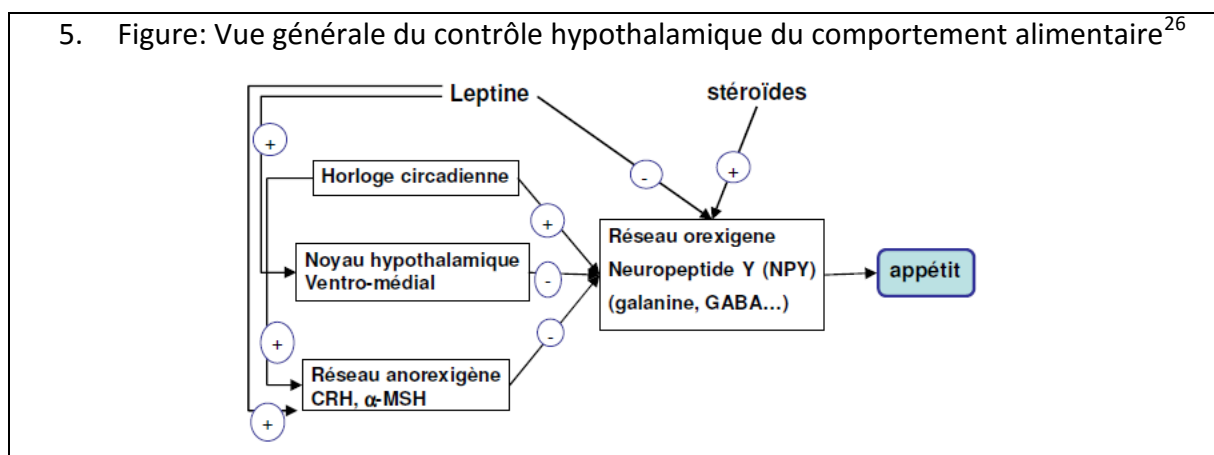 5. Figure: Vue générale du contrôle hypothalamique du comportement alimentaire26
Leptine
stéroïdes
+
Horloge circadienne
-
+
+
Réseau orexigene
Neuropeptide Y (NPY)
(galanine, GABA...)
appétit
Noyau hypothalamique
Ventro-médial
-
+
-
Réseau anorexigène
CRH, α-MSH
+